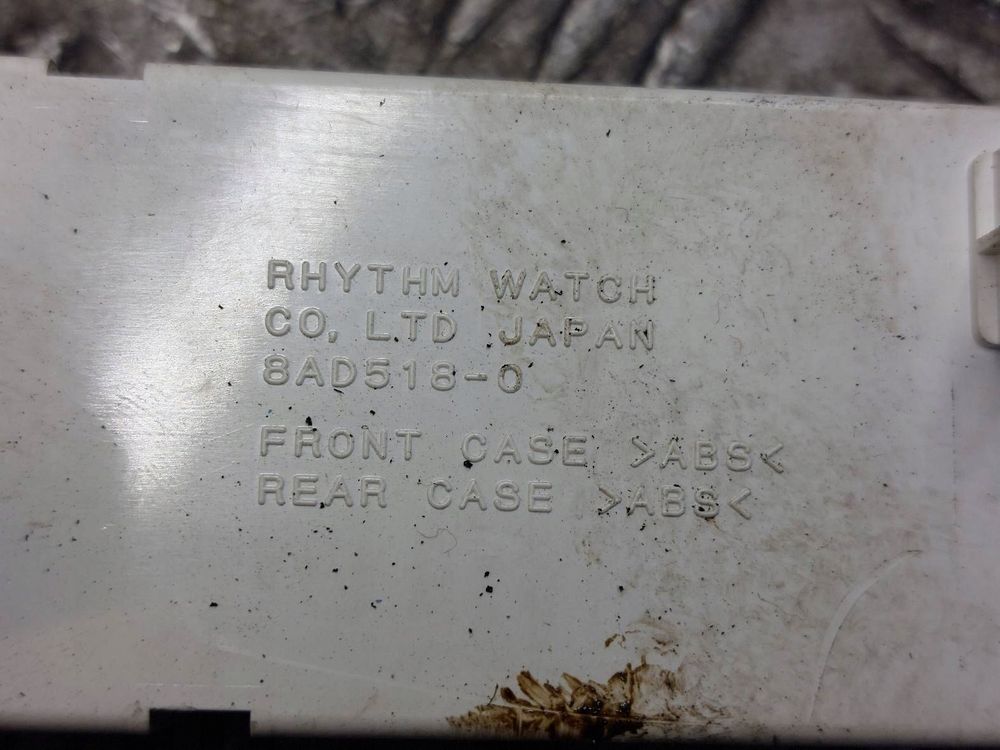 RHYTHM WATCH
CO, LTD JAPAN
8AD518-0
FRONT CASE >ABS<
REAR CASE >ABS<